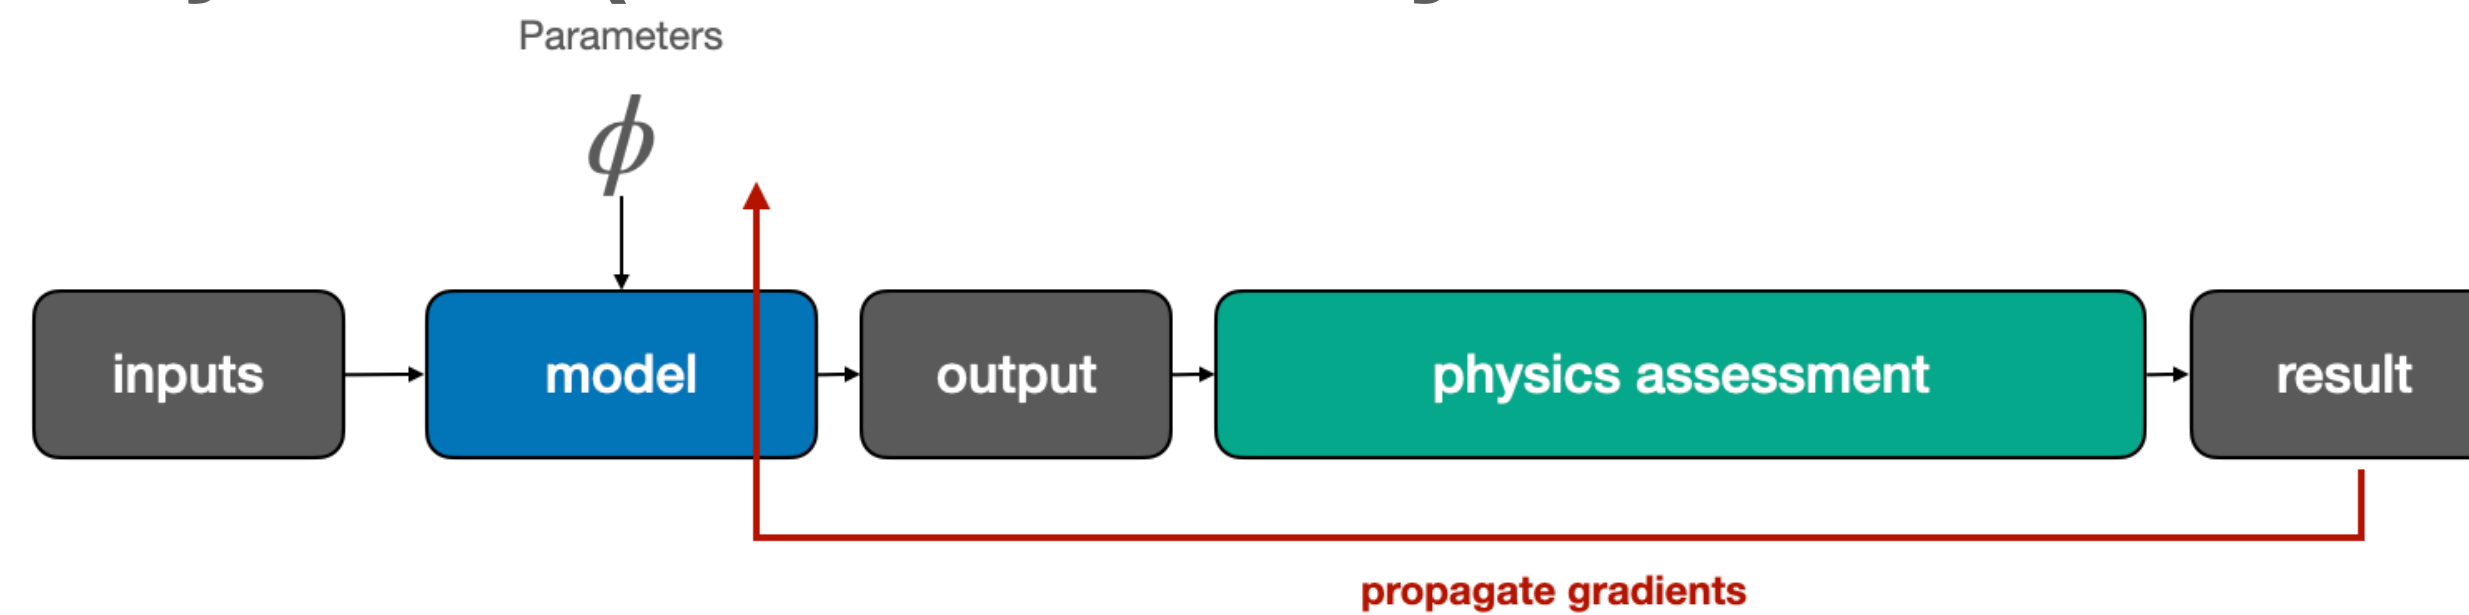 Parameters
ϕ
inputs
model
output
physics assessment
result
propagate gradients